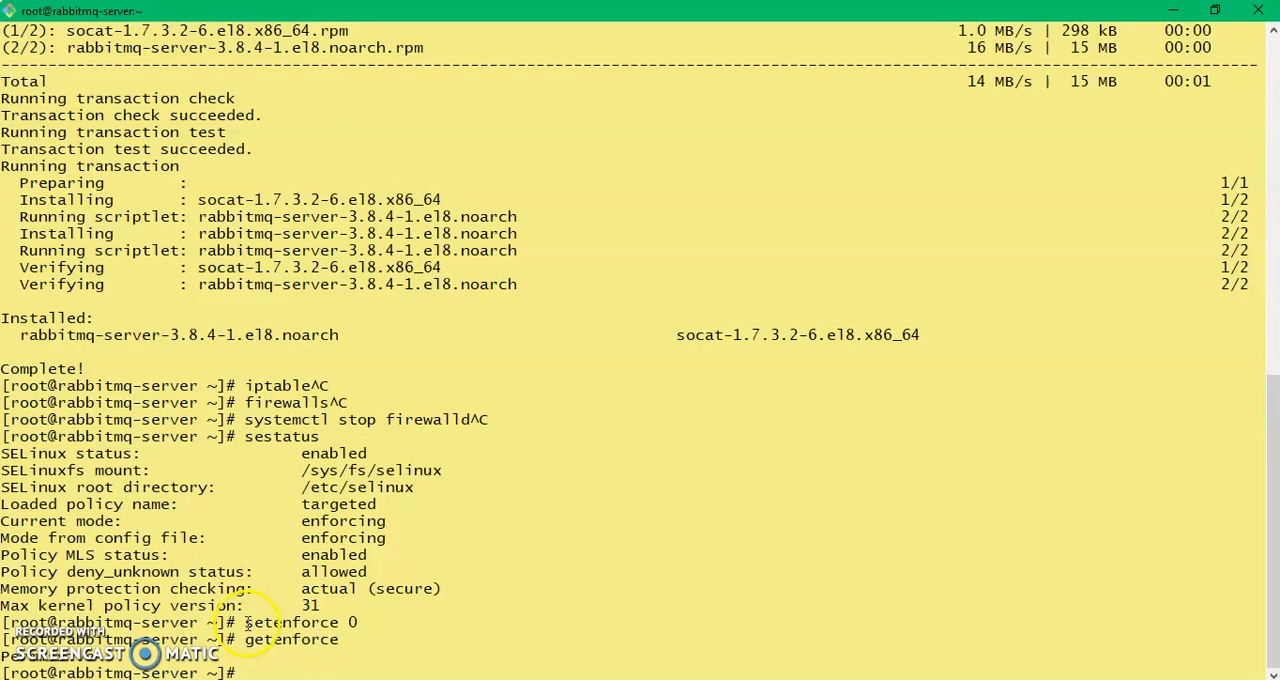 root@rabbitmq-server:~
(1/2): socat-1.7.3.2-6.el8.x86_64.rpm 1.0 MB/s | 298 kB 00:00
(2/2): rabbitmq-server-3.8.4-1.el8.noarch.rpm 16 MB/s | 15 MB 00:00
--------------------------------------------------------------------------------
Total 14 MB/s | 15 MB 00:01
Running transaction check
Transaction check succeeded.
Running transaction test
Transaction test succeeded.
Running transaction
Preparing : 1/1
Installing : socat-1.7.3.2-6.el8.x86_64 1/2
Running scriptlet: rabbitmq-server-3.8.4-1.el8.noarch 2/2
Installing : rabbitmq-server-3.8.4-1.el8.noarch 2/2
Running scriptlet: rabbitmq-server-3.8.4-1.el8.noarch 2/2
Verifying : socat-1.7.3.2-6.el8.x86_64 1/2
Verifying : rabbitmq-server-3.8.4-1.el8.noarch 2/2
Installed:
rabbitmq-server-3.8.4-1.el8.noarch socat-1.7.3.2-6.el8.x86_64
Complete!
[root@rabbitmq-server ~]# iptable^C
[root@rabbitmq-server ~]# firewalls^C
[root@rabbitmq-server ~]# systemctl stop firewalld^C
[root@rabbitmq-server ~]# sestatus
SELinux status: enabled
SELinuxfs mount: /sys/fs/selinux
SELinux root directory: /etc/selinux
Loaded policy name: targeted
Current mode: enforcing
Mode from config file: enforcing
Policy MLS status: enabled
Policy deny_unknown status: allowed
Memory protection checking: actual (secure)
Max kernel policy version: 31
[root@rabbitmq-server ~]# setenforce 0
[root@rabbitmq-server ~]# getenforce
RECORDED WITH
SCREENCAST MATIC
[root@rabbitmq-server ~]#